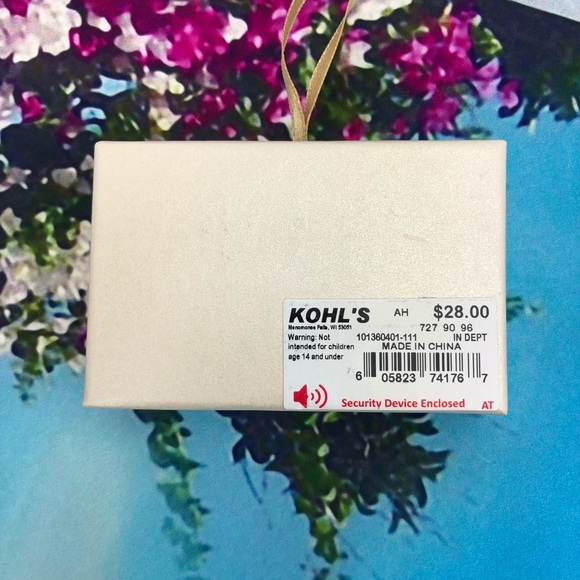 KOHL'S AH $28.00
Menomonee Falls, WI 53051 727 90 96
Warning: Not 101360401-111 IN DEPT
intended for children MADE IN CHINA
age 14 and under
6 05823 74176 7
Security Device Enclosed AT